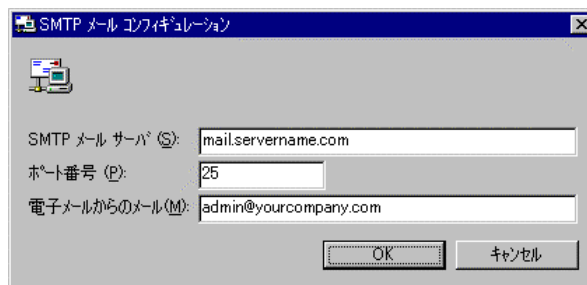 SMTP メール コンフィギュレーション
SMTP メール サーバ (S): mail.servername.com
ポート番号 (P): 25
電子メールからのメール(M): admin@yourcompany.com
OK キャンセル